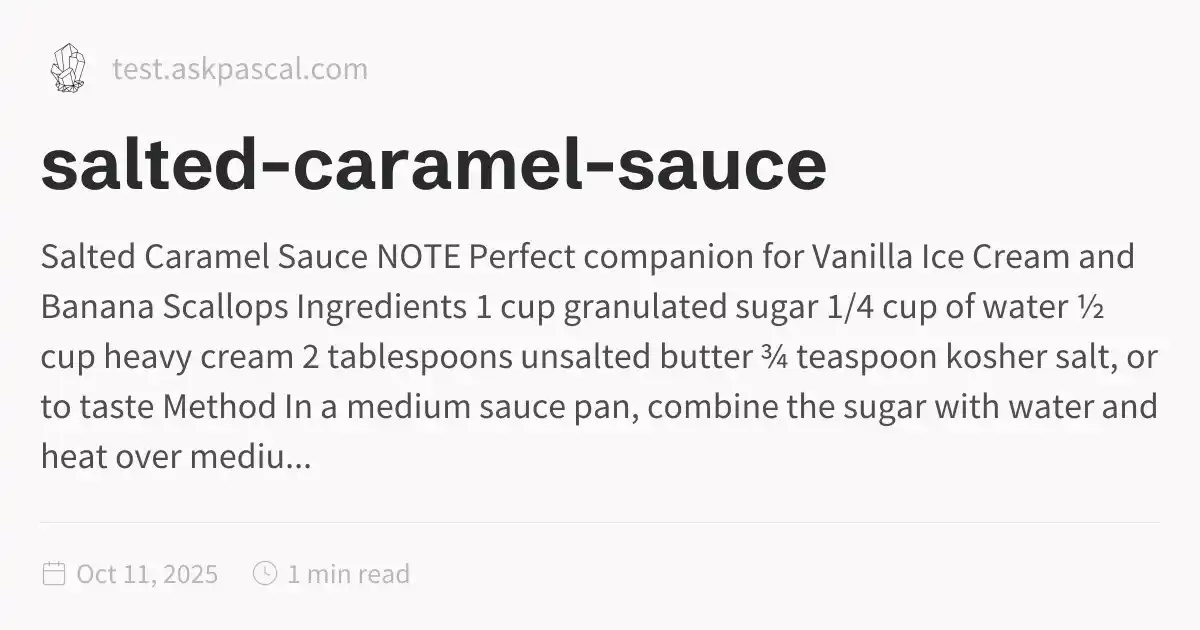 test.askpascal.com
salted-caramel-sauce
Salted Caramel Sauce NOTE Perfect companion for Vanilla Ice Cream and
Banana Scallops Ingredients 1 cup granulated sugar 1/4 cup of water ½
cup heavy cream 2 tablespoons unsalted butter ¾ teaspoon kosher salt, or
to taste Method In a medium sauce pan, combine the sugar with water and
heat over mediu...
Oct 11, 2025 1 min read